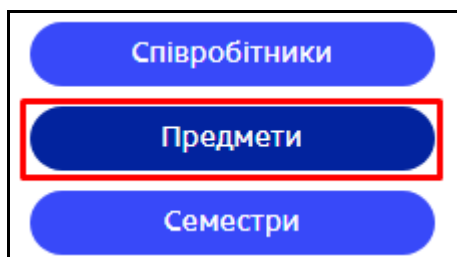 Співробітники
Предмети
Семестри